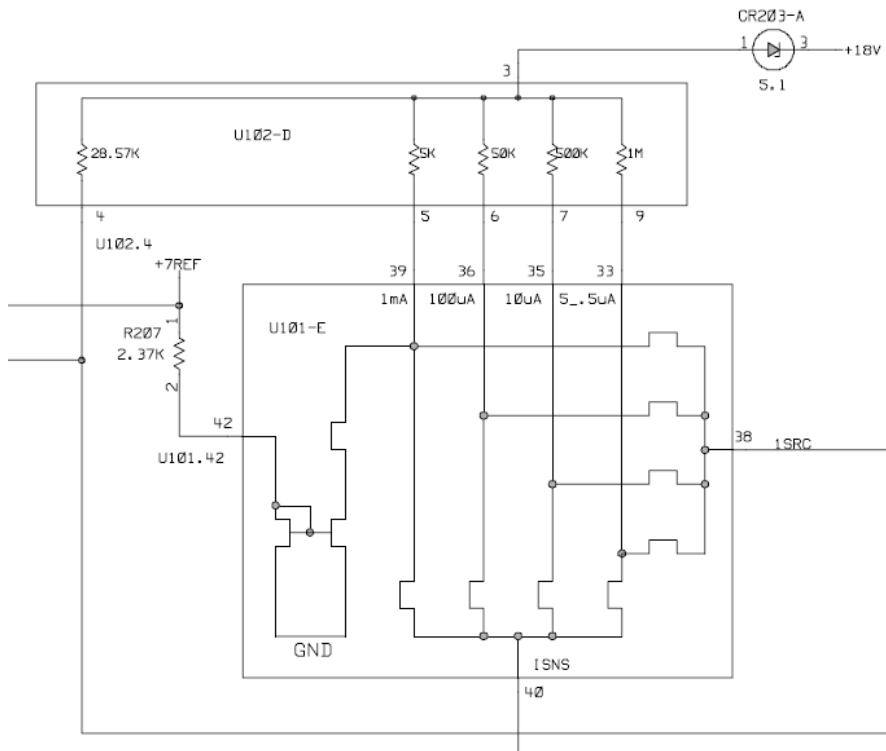 CR203-A
1
3
+18V
5.1
3
U102-D
28.57K
5K
50K
500K
1M
4
5
6
7
9
U102.4
+7REF
39
36
35
33
1mA
100uA
10uA
5_.5uA
1
U101-E
R207
2.37K
2
42
38
1SRC
U101.42
GND
ISNS
40